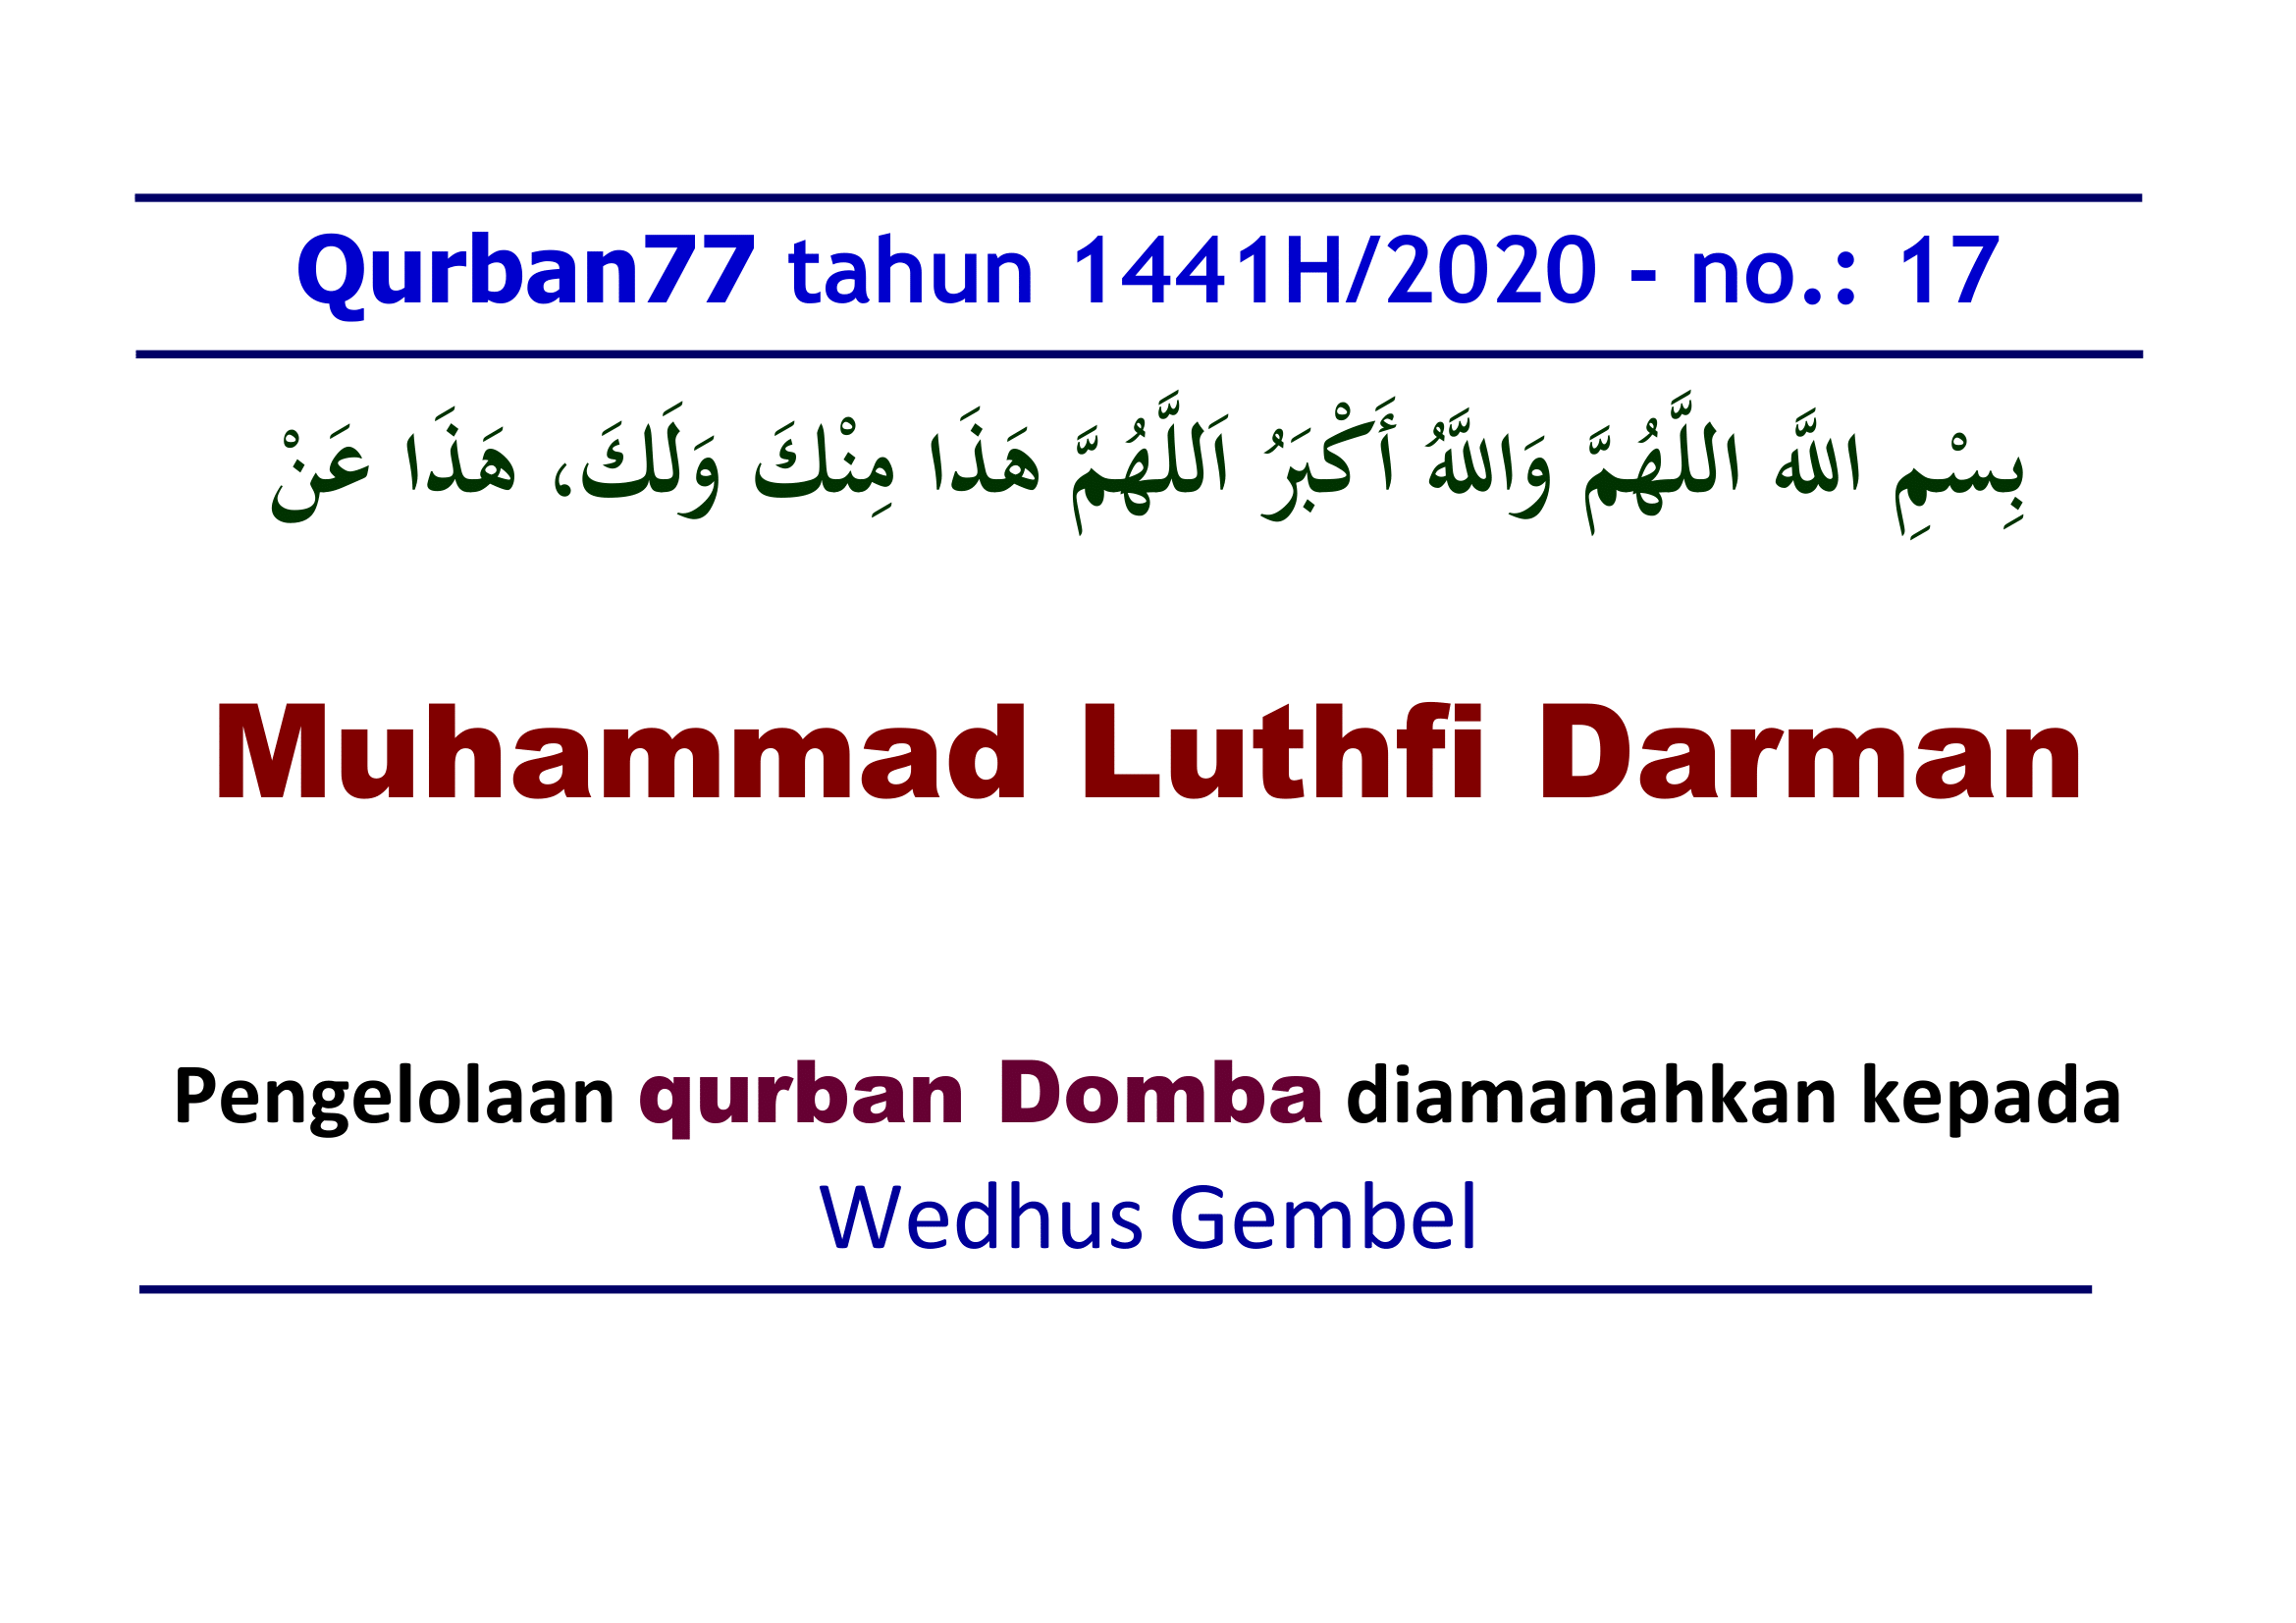 Qurban77 tahun 1441H/2020 - no.: 17
بِسْمِ اللَّه اَللَّهُمَّ وَاللَّهُ اَكْبَرُ اَللَّهُمَّ هَذَا مِنْكَ وَلَكَ، هَذَا عَنْ
Muhammad Luthfi Darman
Pengelolaan qurban Domba diamanahkan kepada
Wedhus Gembel